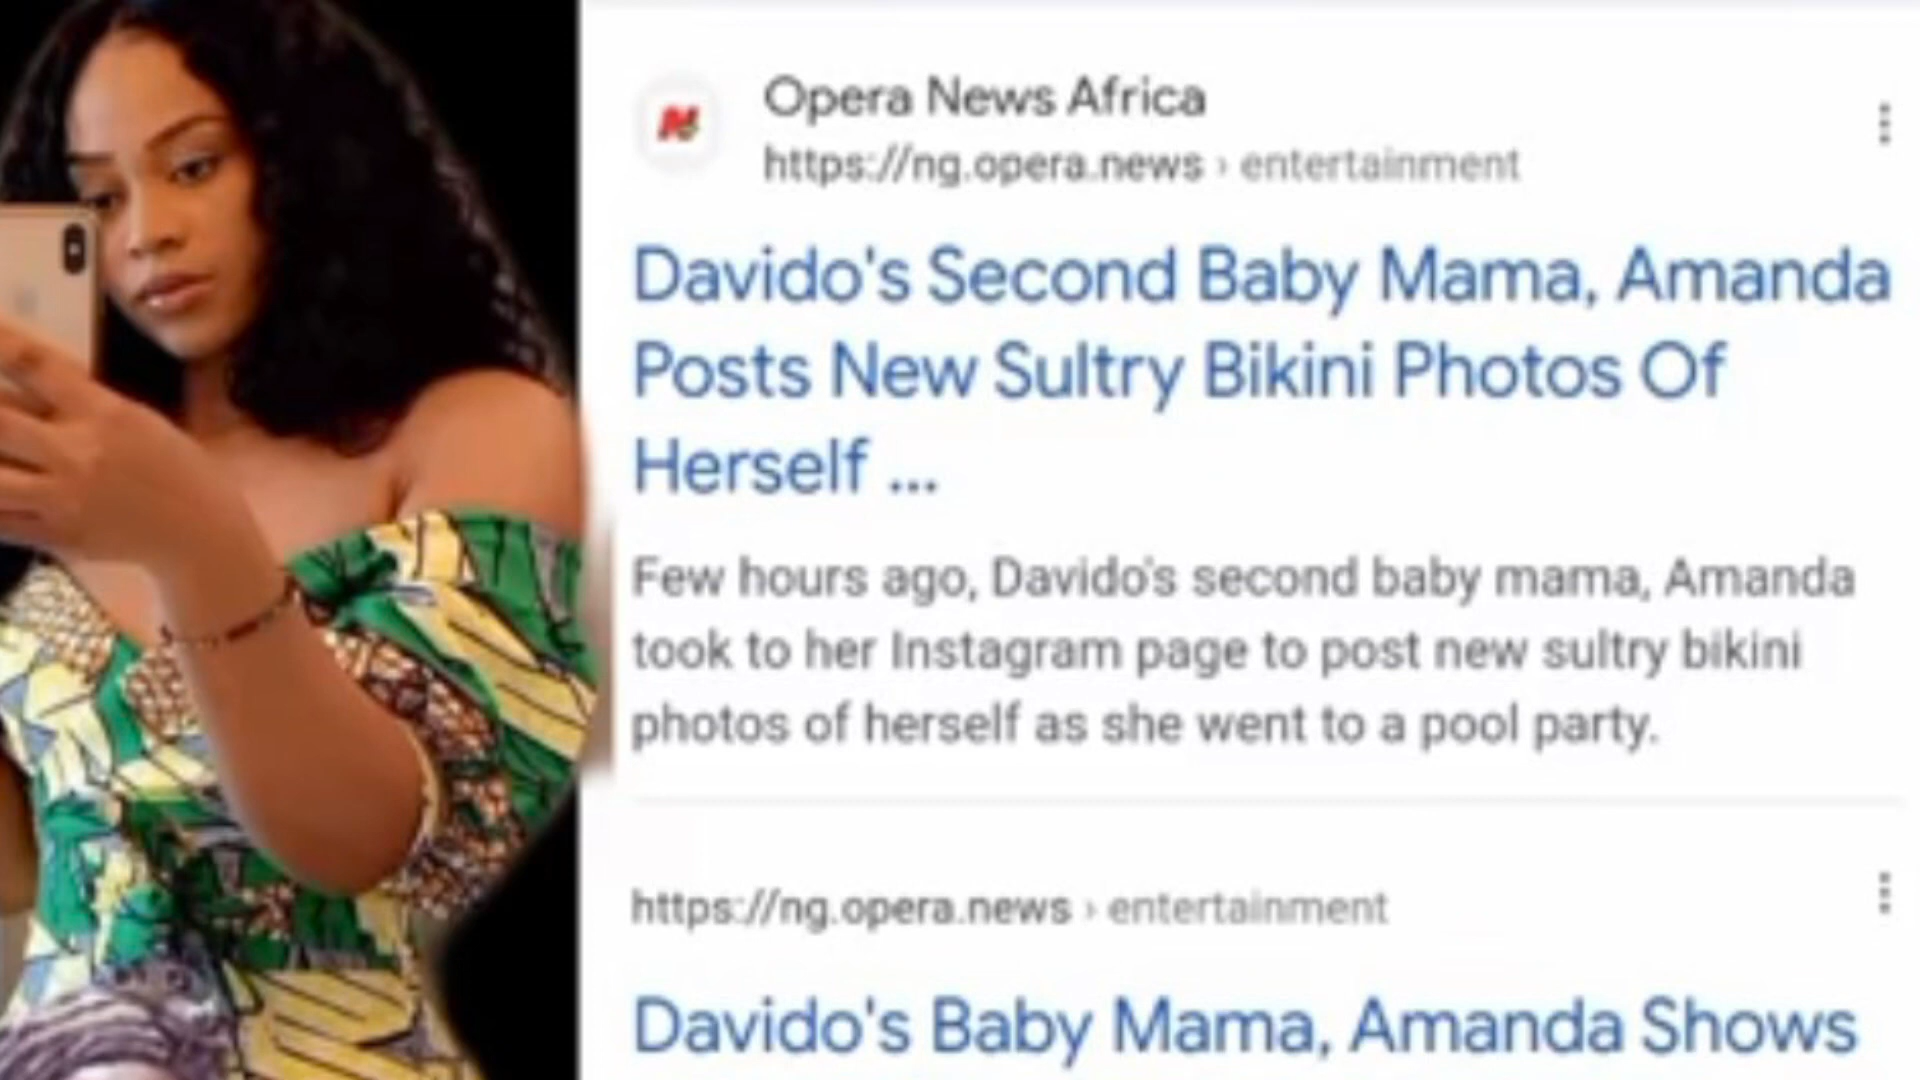 Opera News Africa
https://ng.opera.news › entertainment
Davido's Second Baby Mama, Amanda
Posts New Sultry Bikini Photos Of
Herself ...
Few hours ago, Davido's second baby mama, Amanda
took to her Instagram page to post new sultry bikini
photos of herself as she went to a pool party.
https://ng.opera.news › entertainment
Davido's Baby Mama, Amanda Shows